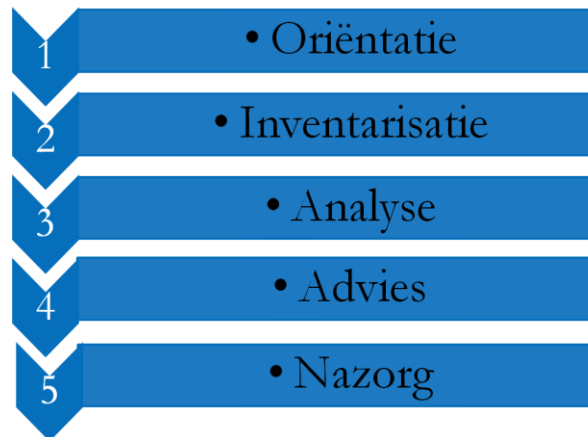 1 • Oriëntatie
2 • Inventarisatie
3 • Analyse
4 • Advies
5 • Nazorg